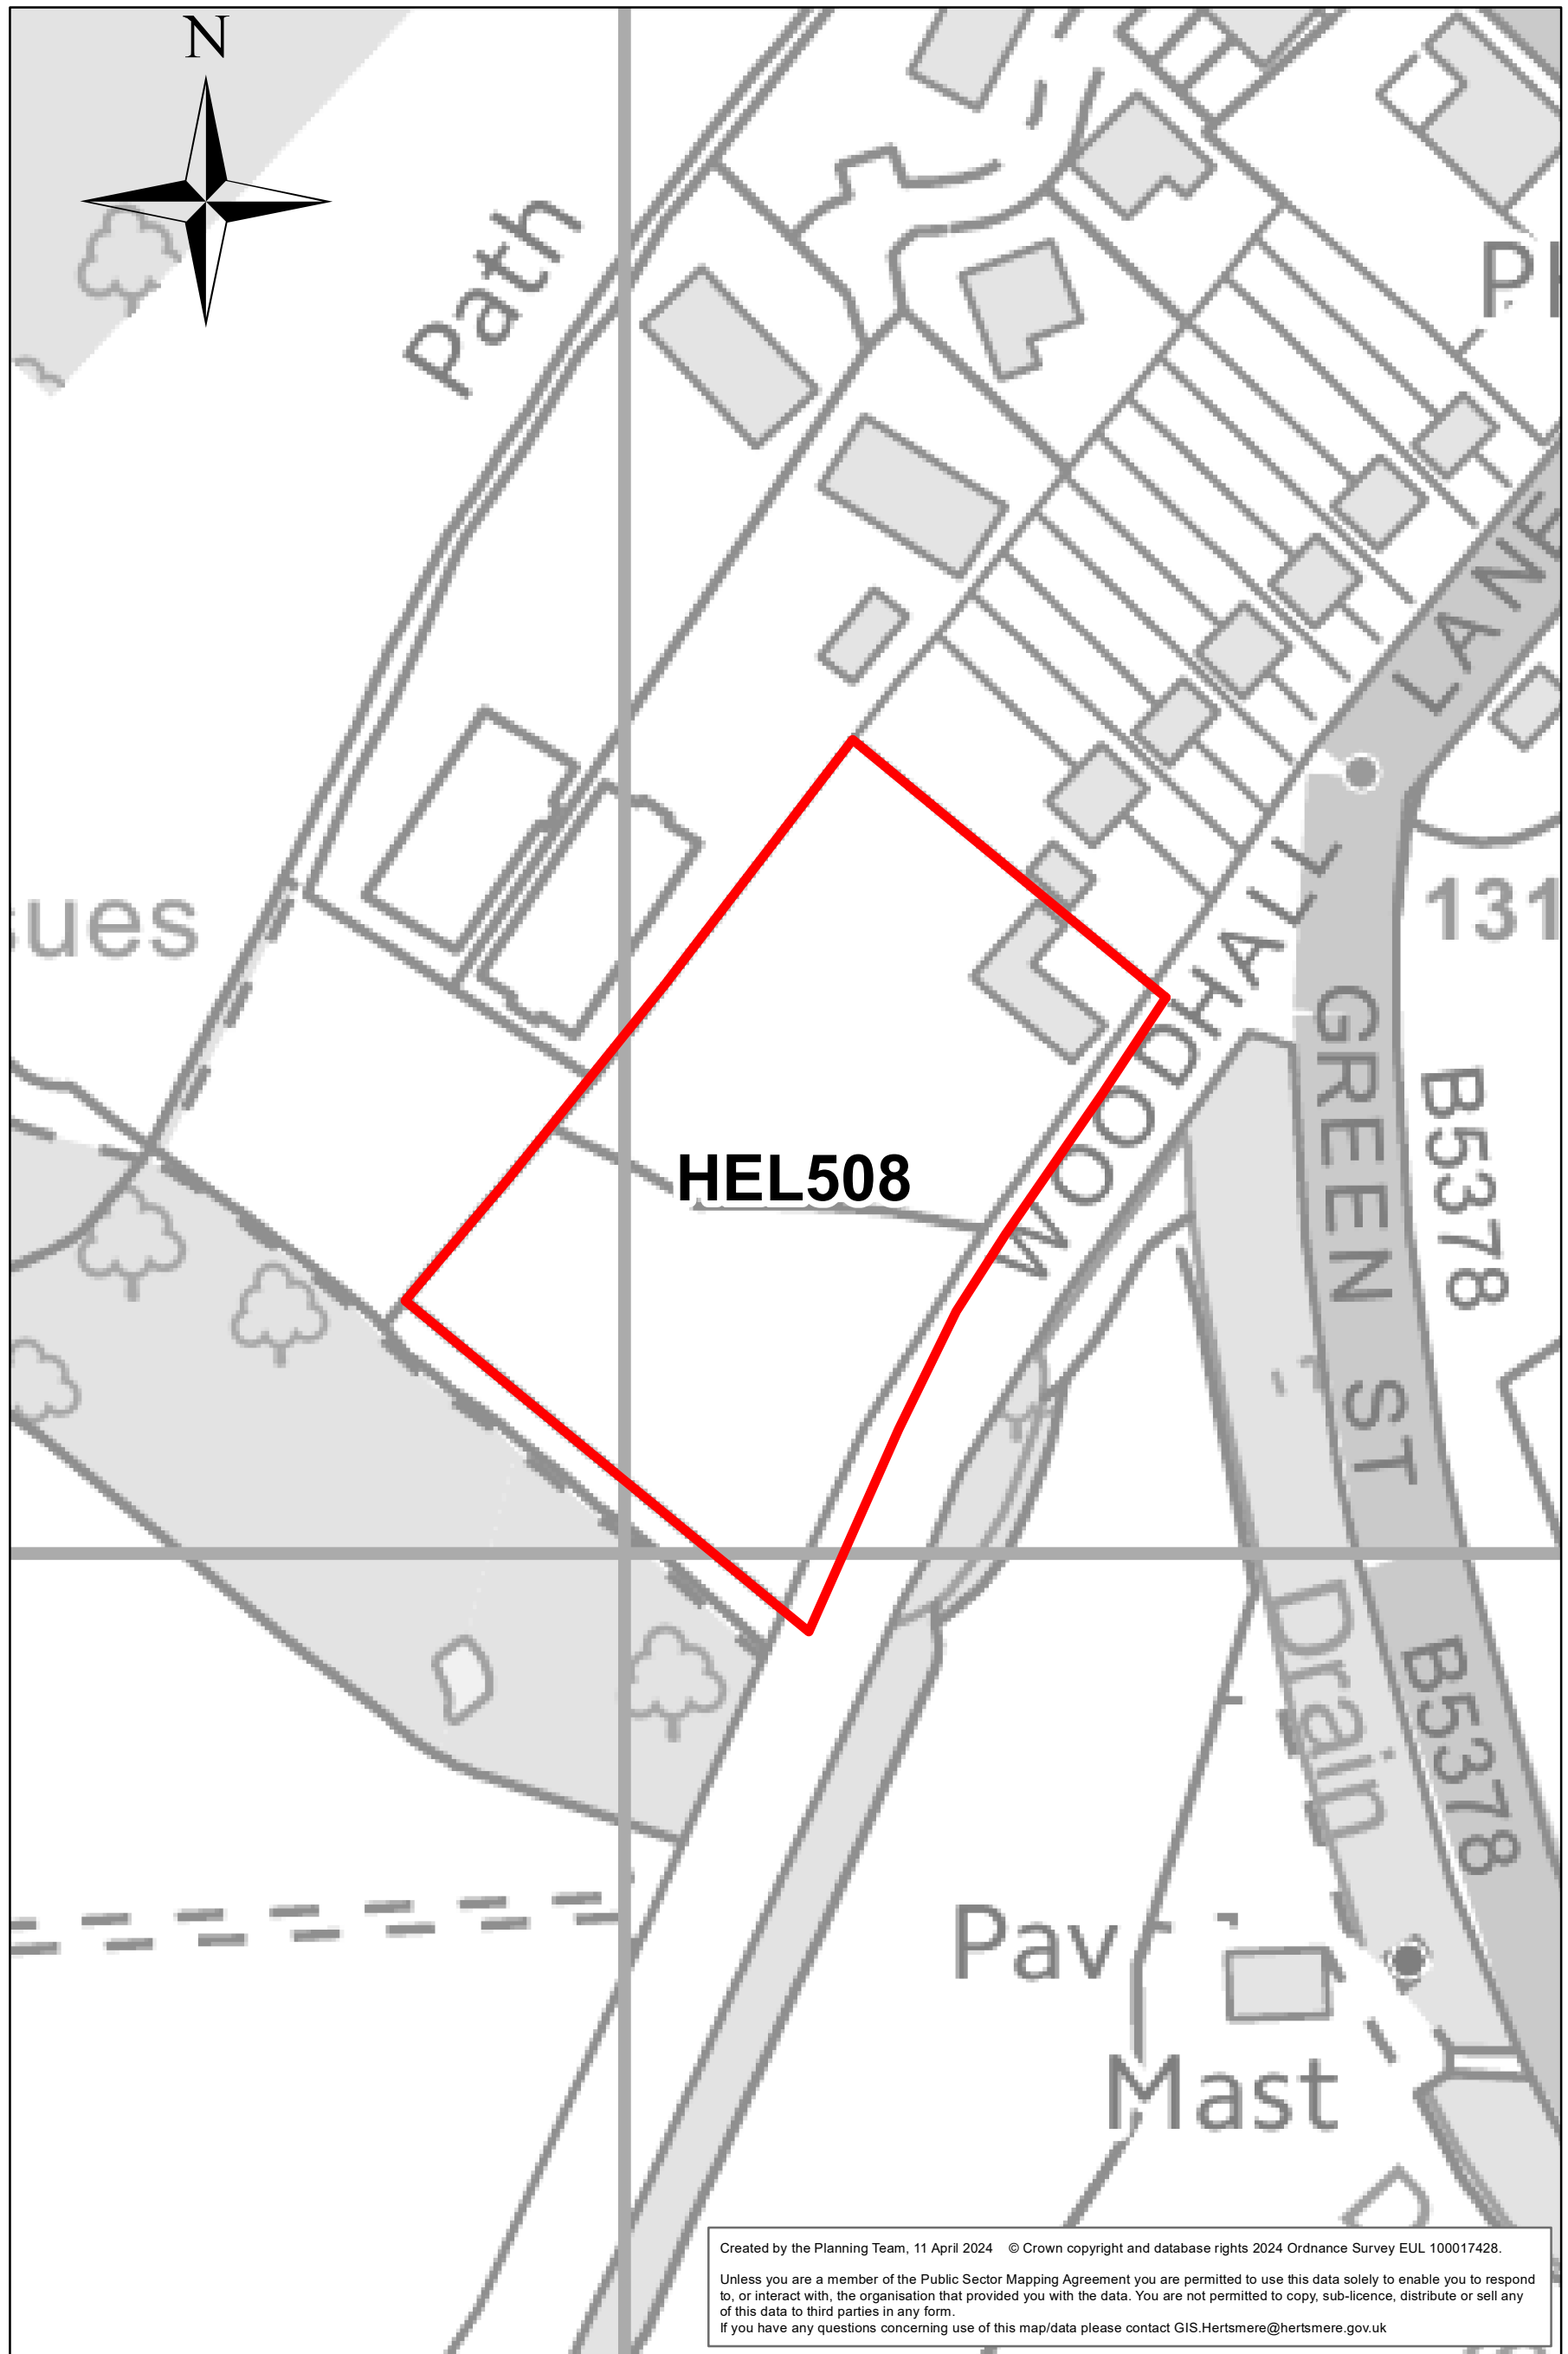 N
Path
LANE
sues
131
WOODHALL
GREEN ST
B5378
HEL508
Drain
B5378
Pav
Mast
Created by the Planning Team, 11 April 2024 © Crown copyright and database rights 2024 Ordnance Survey EUL 100017428.
Unless you are a member of the Public Sector Mapping Agreement you are permitted to use this data solely to enable you to respond
to, or interact with, the organisation that provided you with the data. You are not permitted to copy, sub-licence, distribute or sell any
of this data to third parties in any form.
If you have any questions concerning use of this map/data please contact GIS.Hertsmere@hertsmere.gov.uk